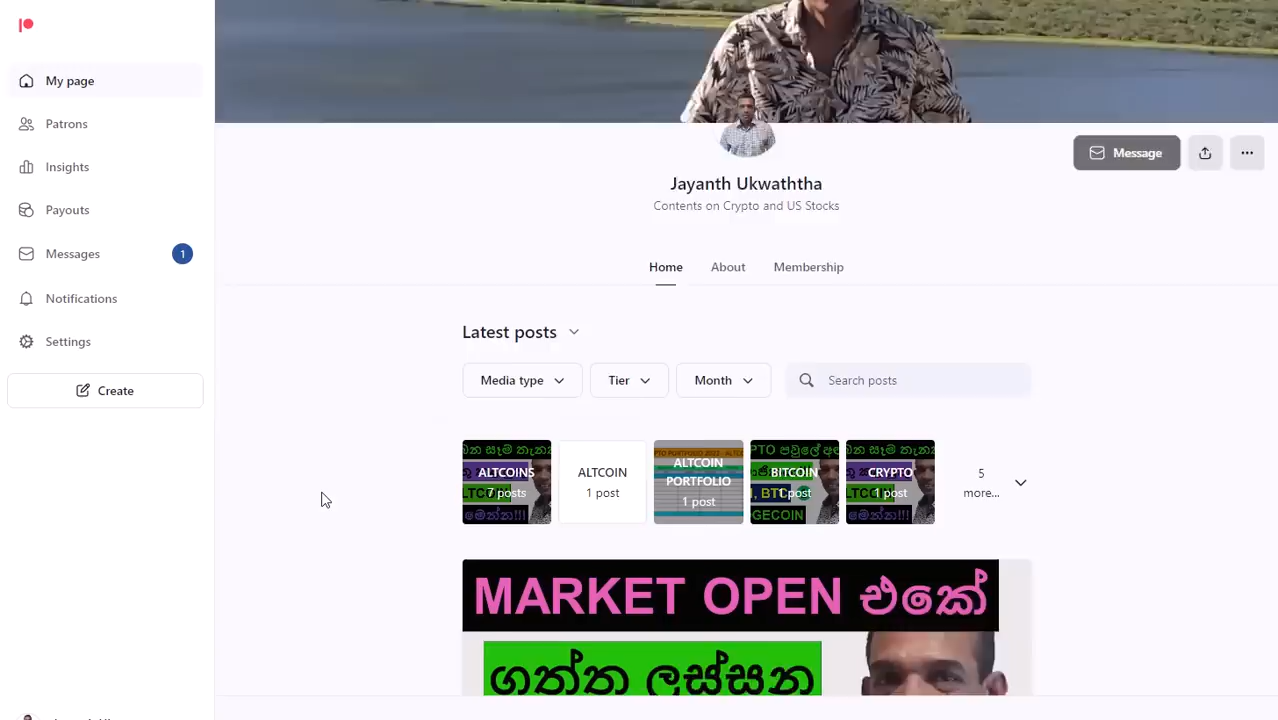 My page
Patrons
Insights
Payouts
Messages
1
Notifications
Settings
Create
Message
Jayanth Ukwaththa
Contents on Crypto and US Stocks
Home
About
Membership
Latest posts
Media type
Tier
Month
Search posts
ALTCOINS
7 posts
ALTCOIN
1 post
ALTCOIN
PORTFOLIO
1 post
BITCOIN
1 post
CRYPTO
1 post
5
more...
MARKET OPEN එකේ
ගත්ත ලස්සන